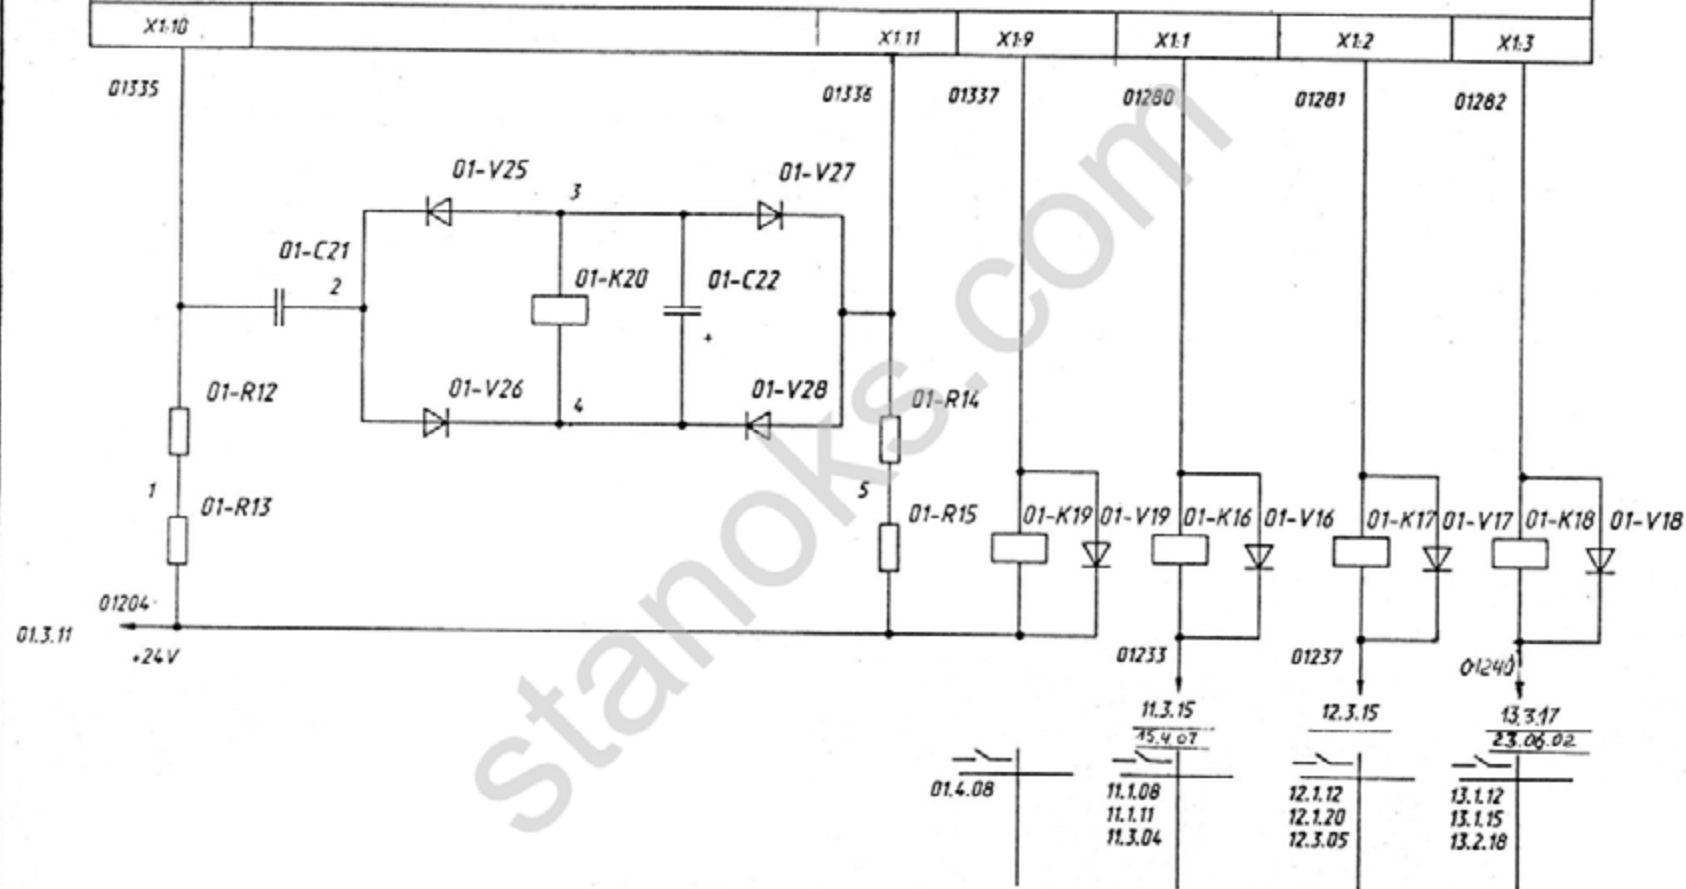 X1:10 X1:11 X1:9 X1:1 X1:2 X1:3
01335 01336 01337 01280 01281 01282
01-V25 3 01-V27
01-C21 2 01-K20 01-C22
+
01-R12 01-V26 4 01-V28 01-R14
1 5
01-R13 01-R15 01-K19 01-V19 01-K16 01-V16 01-K17 01-V17 01-K18 01-V18
01204
01.3.11
+24V
01233 01237 01240
11.3.15 12.3.15 13.3.17
15.4.07 23.06.02
01.4.08 11.1.08 12.1.12 13.1.12
11.1.11 12.1.20 13.1.15
11.3.04 12.3.05 13.2.18
stanoks.com